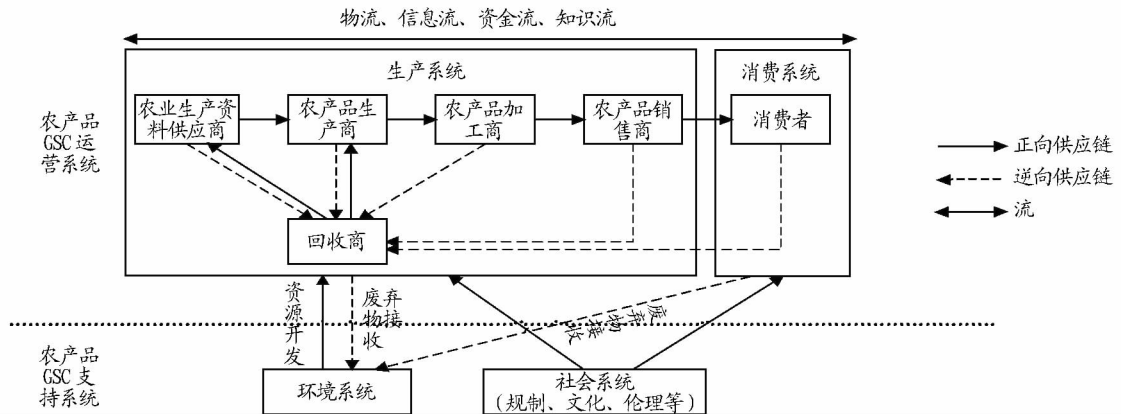 物流、信息流、资金流、知识流
生产系统
消费系统
农业生产资
料供应商
农产品生
产商
农产品加
工商
农产品销
售商
消费者
农产品
GSC运
营系统
正向供应链
逆向供应链
流
回收商
资源开发
废弃
物接
收
废弃物接收
农产品
GSC支
持系统
环境系统
社会系统
(规制、文化、伦理等)